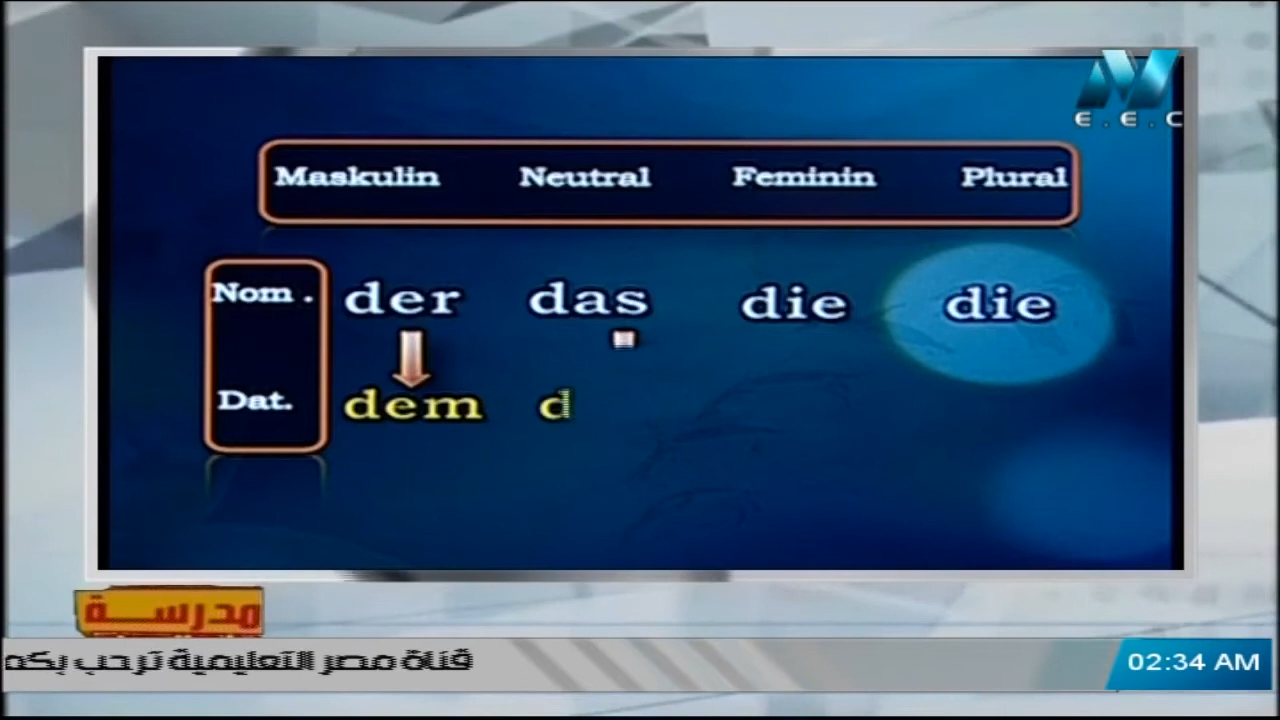 E.E.C
Maskulin Neutral Feminin Plural
Nom. der das die die
Dat. dem d
مدرسة
قناة مصر التعليمية ترحب بكم
02:34 AM